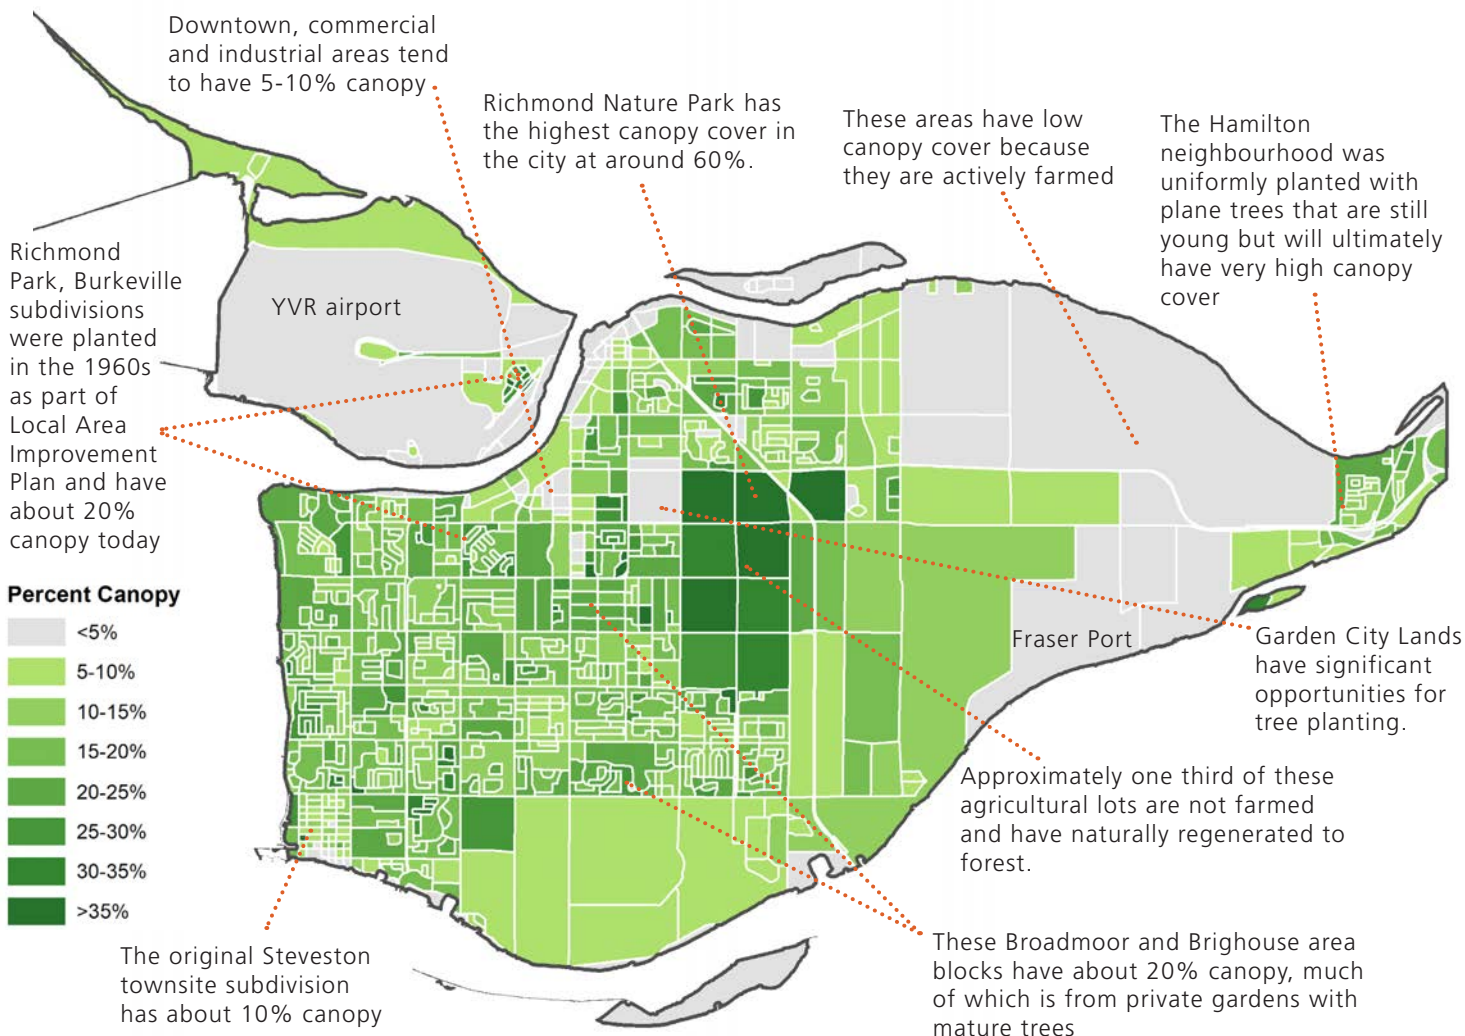 Downtown, commercial
and industrial areas tend
to have 5-10% canopy
Richmond Nature Park has
the highest canopy cover in
the city at around 60%.
These areas have low
canopy cover because
they are actively farmed
The Hamilton
neighbourhood was
uniformly planted with
plane trees that are still
young but will ultimately
have very high canopy
cover
Richmond
Park, Burkeville
subdivisions
were planted
in the 1960s
as part of
Local Area
Improvement
Plan and have
about 20%
canopy today
YVR airport
Percent Canopy
<5%
5-10%
10-15%
15-20%
20-25%
25-30%
30-35%
>35%
Fraser Port
Garden City Lands
have significant
opportunities for
tree planting.
Approximately one third of these
agricultural lots are not farmed
and have naturally regenerated to
forest.
The original Steveston
townsite subdivision
has about 10% canopy
These Broadmoor and Brighouse area
blocks have about 20% canopy, much
of which is from private gardens with
mature trees